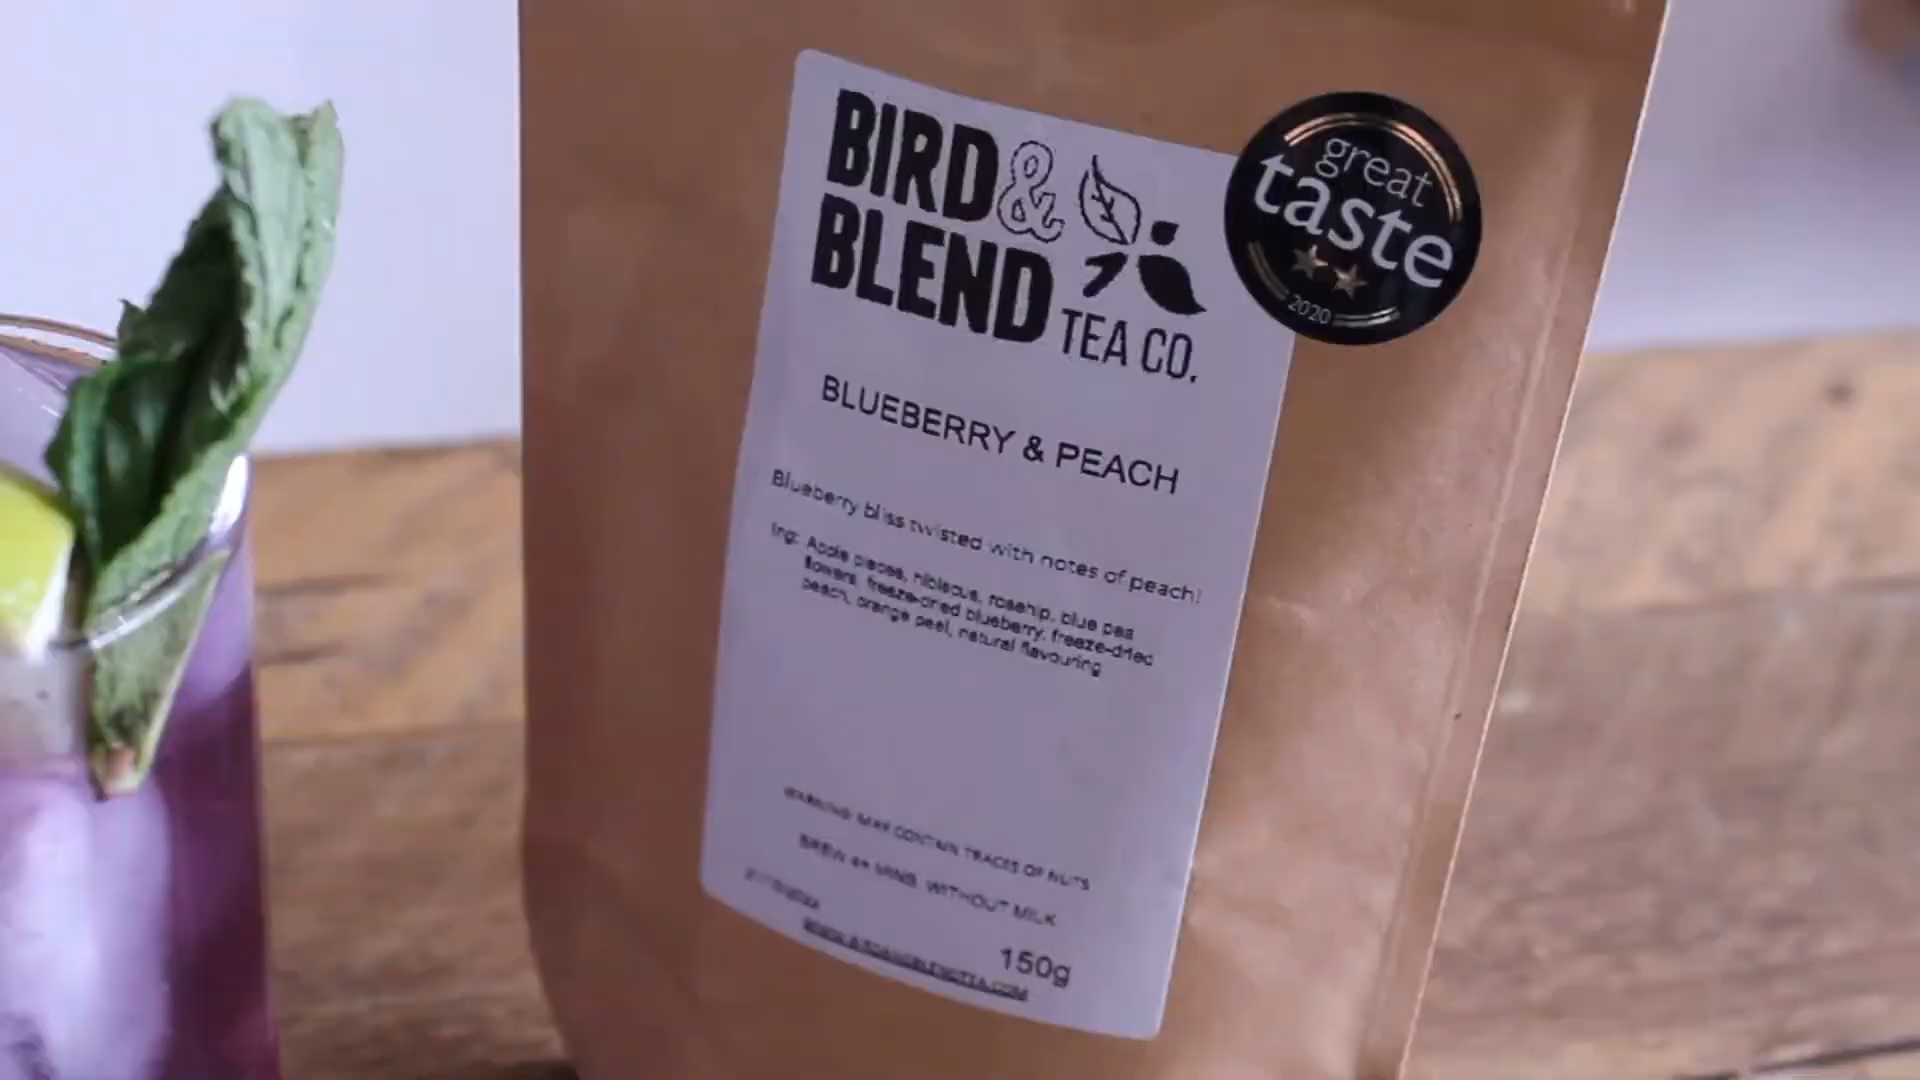 BIRD &
BLEND
TEA CO.
great
taste
2020
BLUEBERRY & PEACH
Blueberry bliss twisted with notes of peach!
Ing: Apple pieces, hibiscus, rosehip, blue pea
flowers, freeze-dried blueberry, freeze-dried
peach, orange peel, natural flavouring
WARNING: MAY CONTAIN TRACES OF NUTS
BREW MINS. WITHOUT MILK
150g